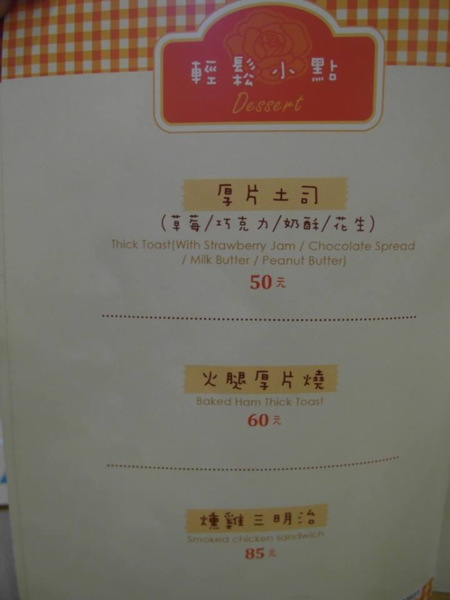 輕鬆小點
Dessert
厚片土司
(草莓/巧克力/奶酥/花生)
Thick Toast(With Strawberry Jam / Chocolate Spread
/ Milk Butter / Peanut Butter)
50元
火腿厚片燒
Baked Ham Thick Toast
60元
燻雞三明治
Smoked chicken sandwich
85元